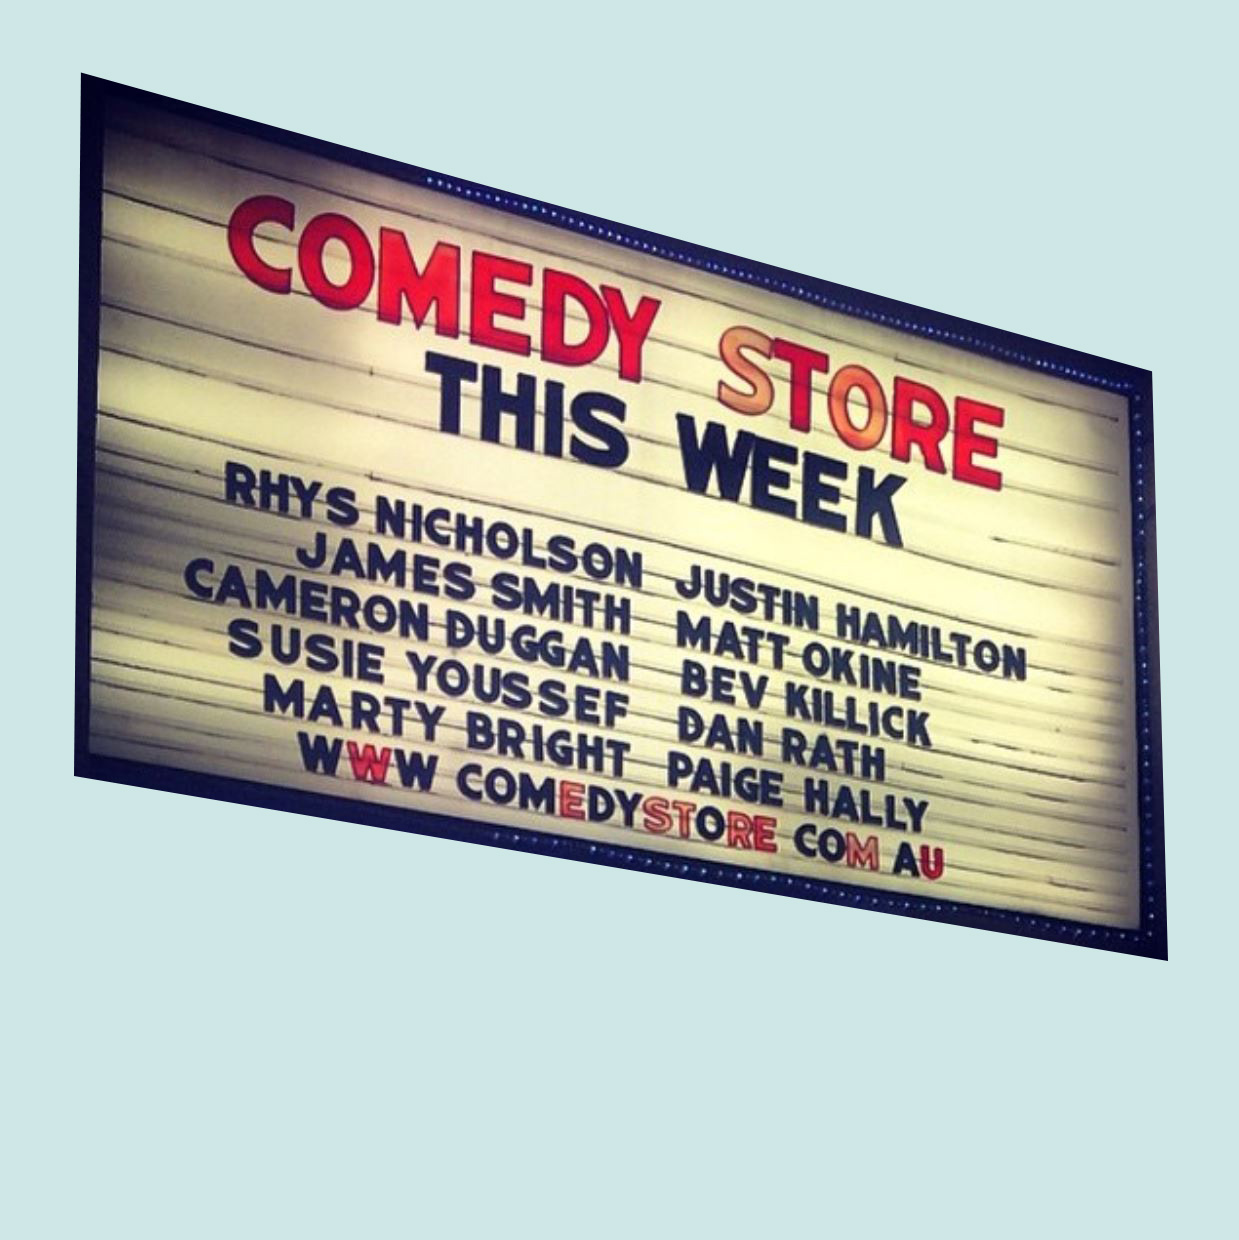 COMEDY STORE
THIS WEEK
RHYS NICHOLSON JUSTIN HAMILTON
JAMES SMITH MATT OKINE
CAMERON DUGGAN BEV KILLICK
SUSIE YOUSSEF DAN RATH
MARTY BRIGHT PAIGE HALLY
WWW COMEDYSTORE COM AU